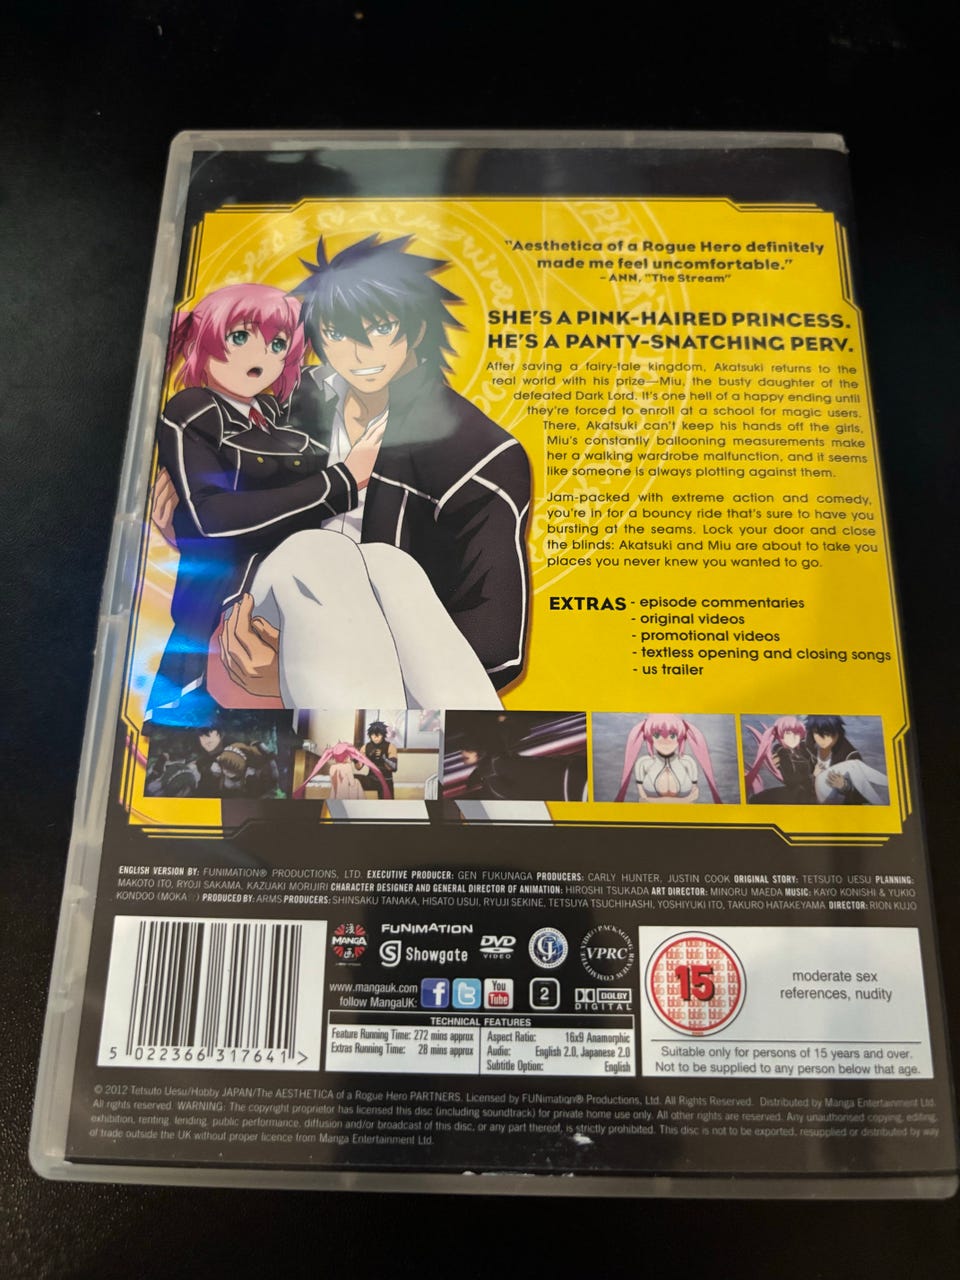 "Aesthetica of a Rogue Hero definitely
made me feel uncomfortable."
- ANN, "The Stream"
SHE'S A PINK-HAIRED PRINCESS.
HE'S A PANTY-SNATCHING PERV.
After saving a fairy-tale kingdom, Akatsuki returns to the
real world with his prize—Miu, the busty daughter of the
defeated Dark Lord. It's one hell of a happy ending until
they're forced to enroll at a school for magic users.
There, Akatsuki can't keep his hands off the girls,
Miu's constantly ballooning measurements make
her a walking wardrobe malfunction, and it seems
like someone is always plotting against them.
Jam-packed with extreme action and comedy,
you're in for a bouncy ride that's sure to have you
bursting at the seams. Lock your door and close
the blinds: Akatsuki and Miu are about to take you
places you never knew you wanted to go.
EXTRAS - episode commentaries
- original videos
- promotional videos
- textless opening and closing songs
- us trailer
ENGLISH VERSION BY: FUNIMATION® PRODUCTIONS, LTD. EXECUTIVE PRODUCER: GEN FUKUNAGA PRODUCERS: CARLY HUNTER, JUSTIN COOK ORIGINAL STORY: TETSUTO UESU PLANNING:
MAKOTO ITO, RYOJI SAKAMA, KAZUAKI MORIJIRI CHARACTER DESIGNER AND GENERAL DIRECTOR OF ANIMATION: HIROSHI TSUKADA ART DIRECTOR: MINORU MAEDA MUSIC: KAYO KONISHI & YUKIO
KONDOO (MOKA☆) PRODUCED BY: ARMS PRODUCERS: SHINSAKU TANAKA, HISATO USUI, RYUJI SEKINE, TETSUYA TSUCHIHASHI, YOSHIYUKI ITO, TAKURO HATAKEYAMA DIRECTOR: RION KUJO
MANGA
FUNIMATION
Showgate
DVD
VIDEO
VIDEO PACKAGING REVIEW COMMITTEE
VPRC
www.mangauk.com
follow MangaUK:
f
t
You
Tube
2
DOLBY
DIGITAL
TECHNICAL FEATURES
Feature Running Time: 272 mins approx
Extras Running Time: 28 mins approx
Aspect Ratio: 16x9 Anamorphic
Audio: English 2.0, Japanese 2.0
Subtitle Option: English
15
moderate sex
references, nudity
Suitable only for persons of 15 years and over.
Not to be supplied to any person below that age.
5 022366 317641 >
© 2012 Tetsuto Uesu/Hobby JAPAN/The AESTHETICA of a Rogue Hero PARTNERS. Licensed by FUNimation® Productions, Ltd. All Rights Reserved. Distributed by Manga Entertainment Ltd.
All rights reserved. WARNING: The copyright proprietor has licensed this disc (including soundtrack) for private home use only. All other rights are reserved. Any unauthorised copying, editing,
exhibition, renting, lending, public performance, diffusion and/or broadcast of this disc, or any part thereof, is strictly prohibited. This disc is not to be exported, resupplied or distributed by way
of trade outside the UK without proper licence from Manga Entertainment Ltd.